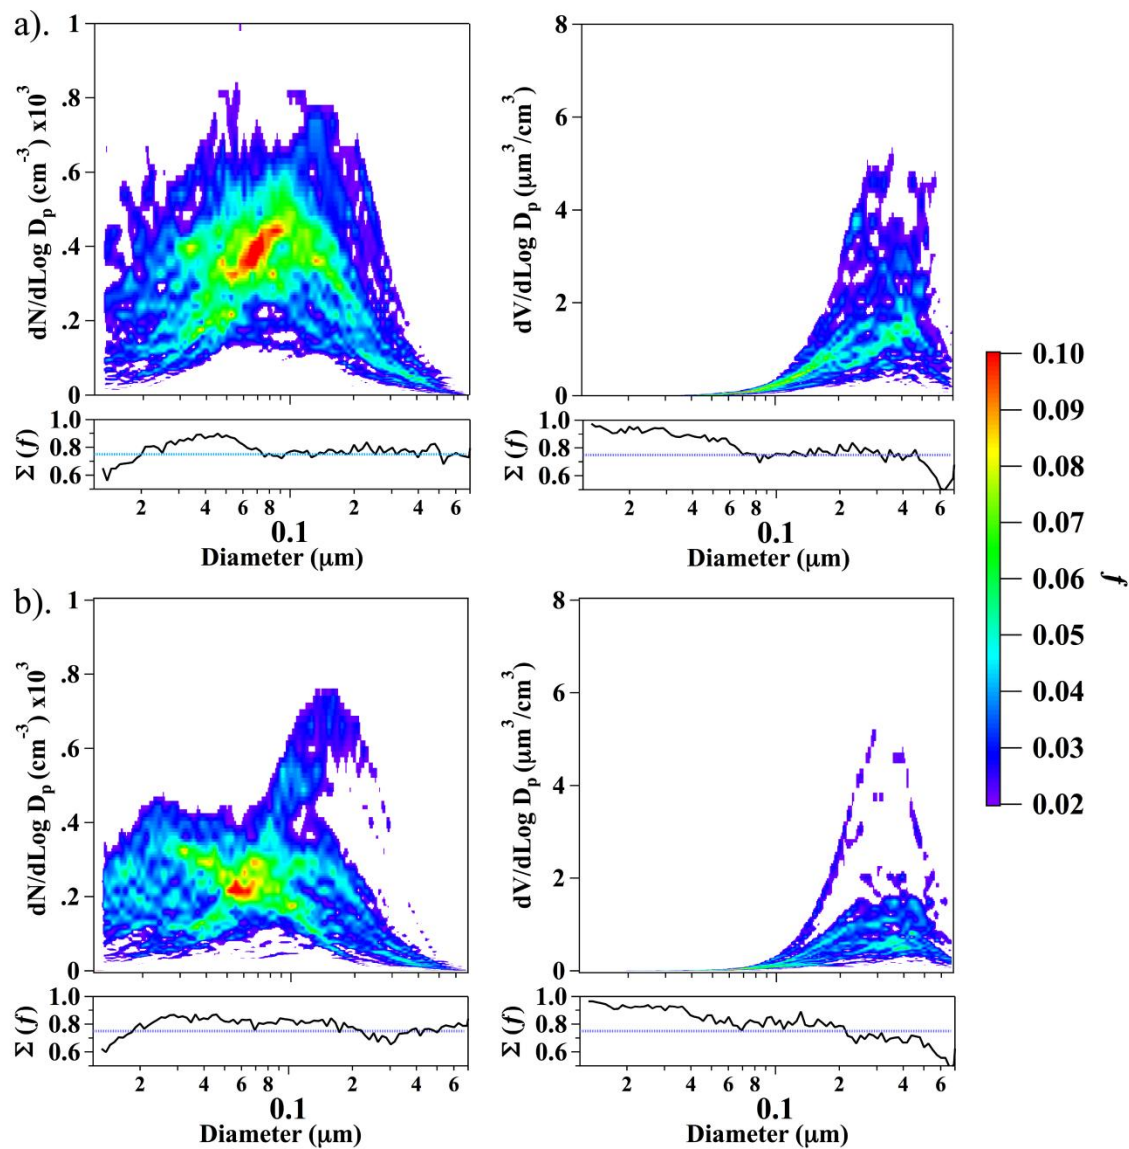 a).
dN/dLog Dp (cm-3) x103
1
.8
.6
.4
.2
0
dV/dLog Dp (μm3/cm3)
8
6
4
2
0
Σ (f)
1.0
0.8
0.6
2 4 6 8 2 4 6
0.1
Diameter (μm)
Σ (f)
1.0
0.8
0.6
2 4 6 8 2 4 6
0.1
Diameter (μm)
0.10
0.09
0.08
0.07
0.06
0.05
0.04
0.03
0.02
f
b).
dN/dLog Dp (cm-3) x103
1
.8
.6
.4
.2
0
dV/dLog Dp (μm3/cm3)
8
6
4
2
0
Σ (f)
1.0
0.8
0.6
2 4 6 8 2 4 6
0.1
Diameter (μm)
Σ (f)
1.0
0.8
0.6
2 4 6 8 2 4 6
0.1
Diameter (μm)